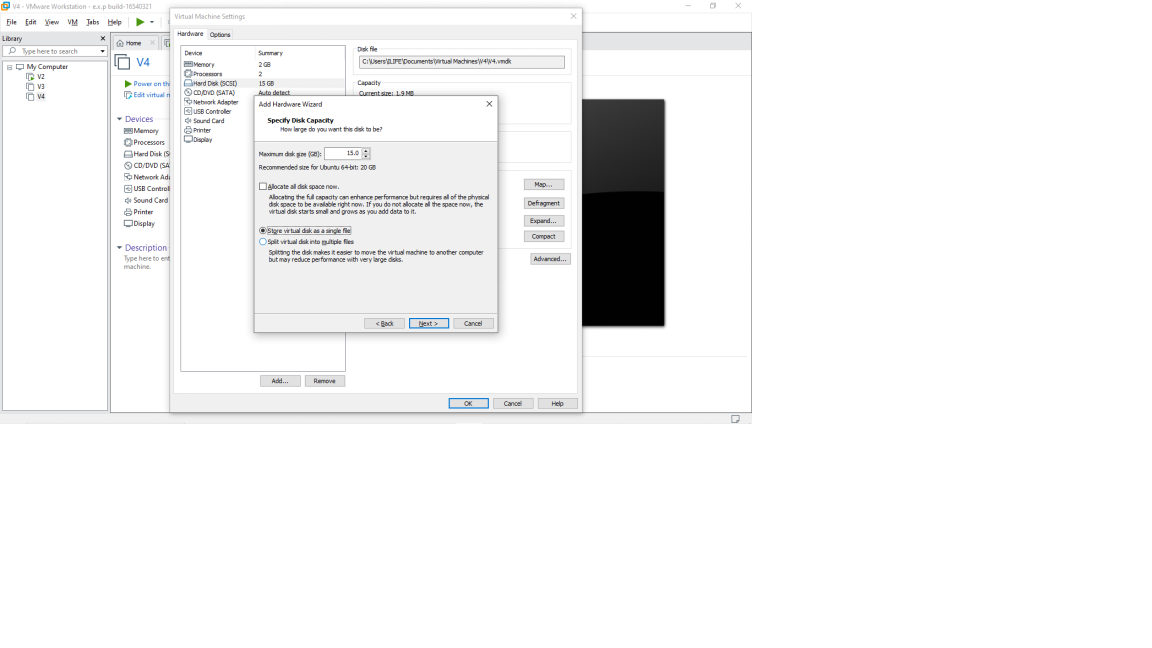 V4 - VMware Workstation - e.x.p build-16540321
File Edit View VM Tabs Help
Library
Type here to search
My Computer
V2
V3
V4
Home
V4
Power on th
Edit virtual m
Devices
Memory
Processors
Hard Disk (S
CD/DVD (SA
Network Ada
USB Control
Sound Card
Printer
Display
Description
Type here to ent
machine.
Virtual Machine Settings
Hardware Options
Device Summary
Memory 2 GB
Processors 2
Hard Disk (SCSI) 15 GB
CD/DVD (SATA) Auto detect
Network Adapter
USB Controller
Sound Card
Printer
Display
Add... Remove
Disk file
C:\Users\ILIFE\Documents\Virtual Machines\V4\V4.vmdk
Capacity
Current size: 1.9 MB
Map...
Defragment
Expand...
Compact
Advanced...
OK Cancel Help
Add Hardware Wizard
Specify Disk Capacity
How large do you want this disk to be?
Maximum disk size (GB): 15.0
Recommended size for Ubuntu 64-bit: 20 GB
Allocate all disk space now.
Allocating the full capacity can enhance performance but requires all of the physical
disk space to be available right now. If you do not allocate all the space now, the
virtual disk starts small and grows as you add data to it.
Store virtual disk as a single file
Split virtual disk into multiple files
Splitting the disk makes it easier to move the virtual machine to another computer
but may reduce performance with very large disks.
< Back Next > Cancel